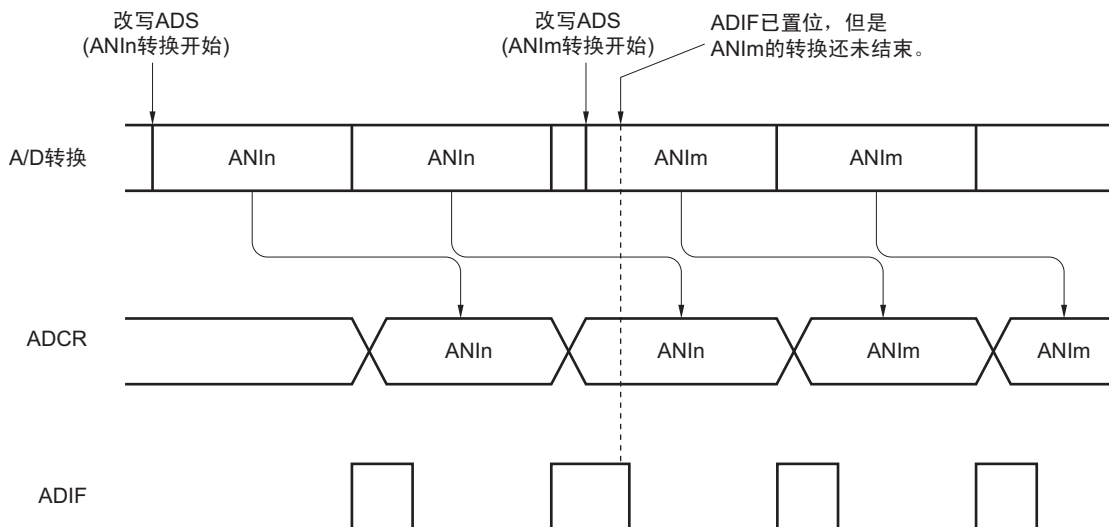 改写ADS
(ANIn转换开始)
改写ADS
(ANIm转换开始)
ADIF已置位，但是
ANIm的转换还未结束。
A/D转换
ANIn
ANIn
ANIm
ANIm
ADCR
ANIn
ANIn
ANIm
ANIm
ADIF